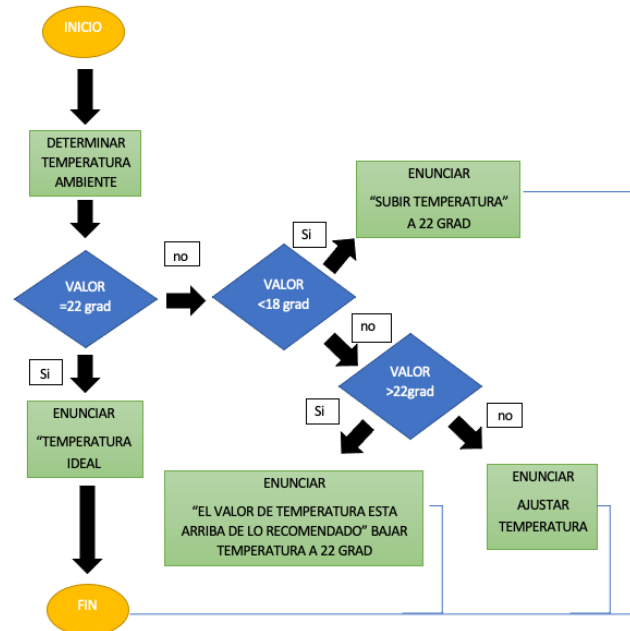 INICIO
DETERMINAR
TEMPERATURA
AMBIENTE
ENUNCIAR
“SUBIR TEMPERATURA”
A 22 GRAD
Si
no
VALOR
=22 grad
VALOR
<18 grad
no
VALOR
>22grad
Si
Si
no
ENUNCIAR
“TEMPERATURA
IDEAL
ENUNCIAR
“EL VALOR DE TEMPERATURA ESTA
ARRIBA DE LO RECOMENDADO” BAJAR
TEMPERATURA A 22 GRAD
ENUNCIAR
AJUSTAR
TEMPERATURA
FIN